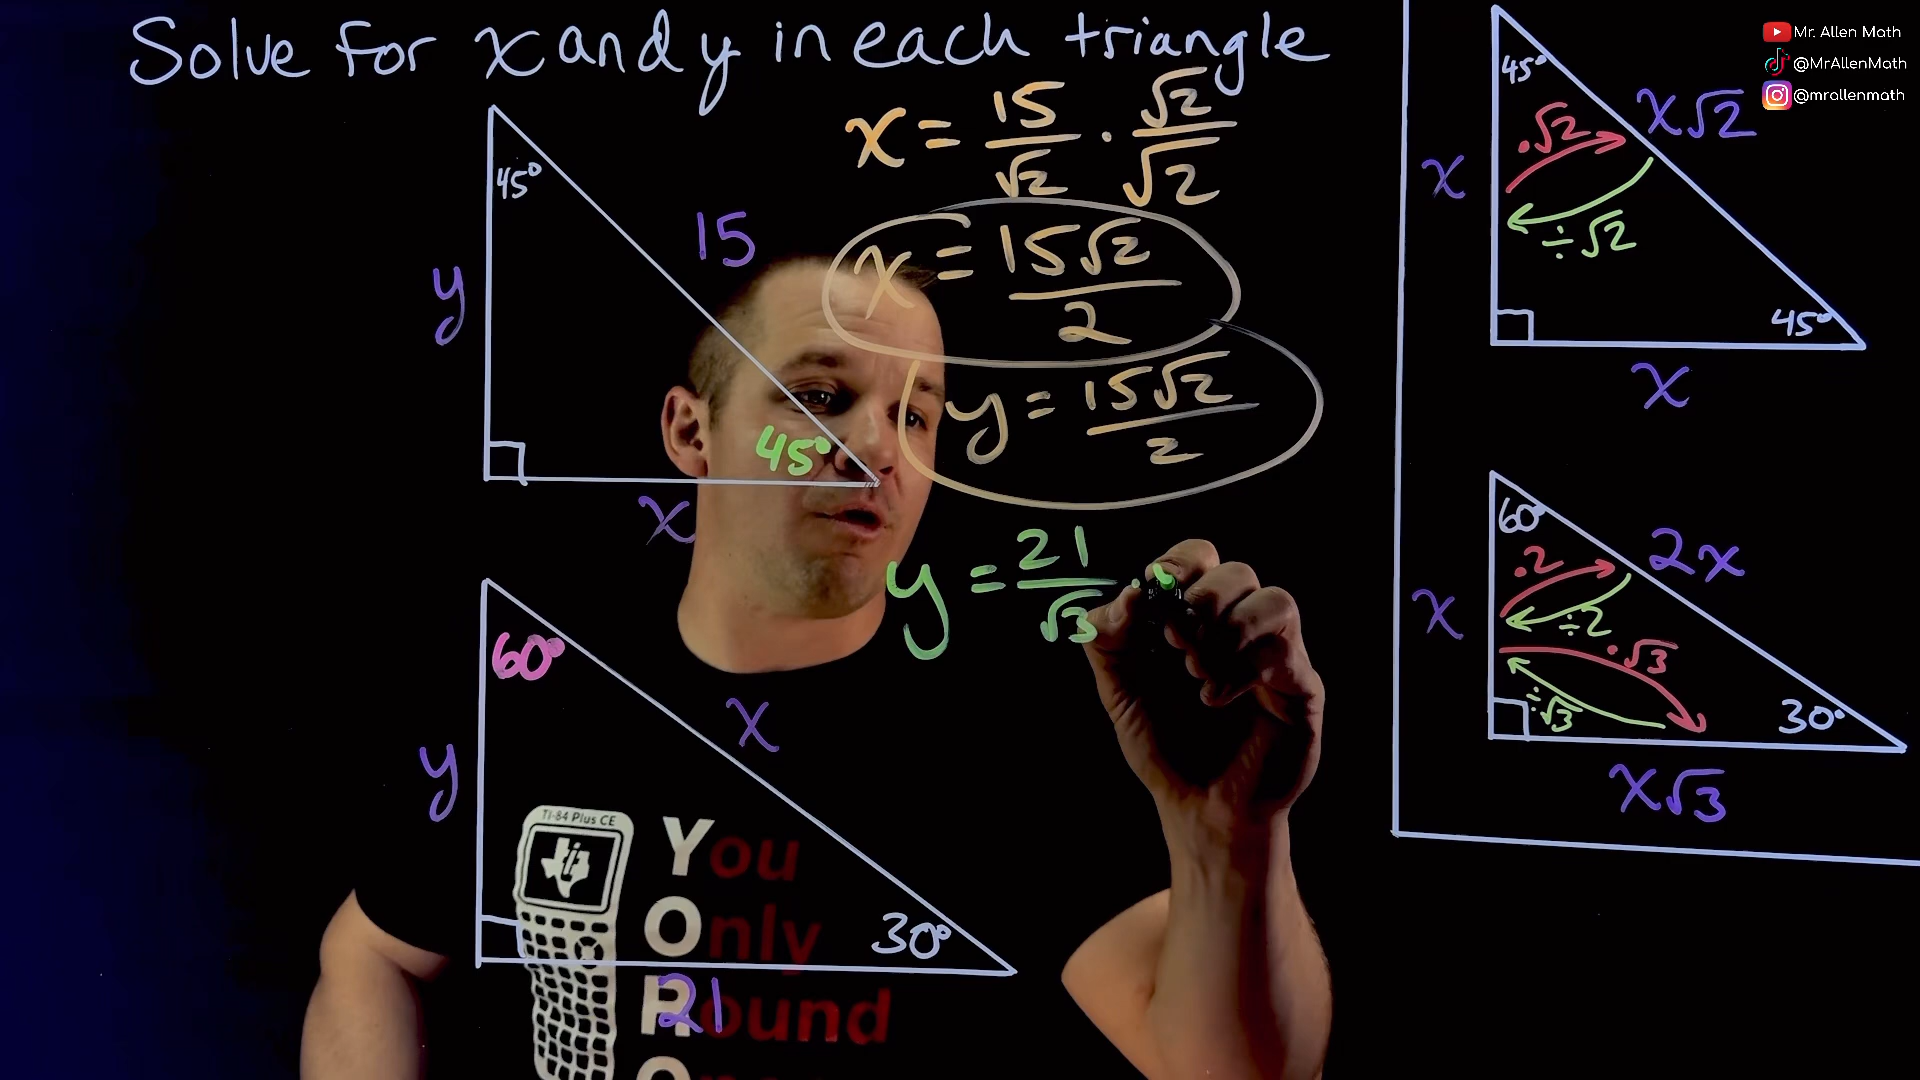 Solve for x and y in each triangle
45°
15
y
45°
x
x = 15/√2 · √2/√2
x = 15√2/2
y = 15√2/2
y = 21/√3 ·
60°
x
y
30°
21
TI-84 Plus CE
You
Only
Round
45°
x√2
·√2
x
÷√2
45°
x
60°
2x
·2
x
÷2
·√3
÷√3
30°
x√3
Mr. Allen Math
@MrAllenMath
@mrallenmath